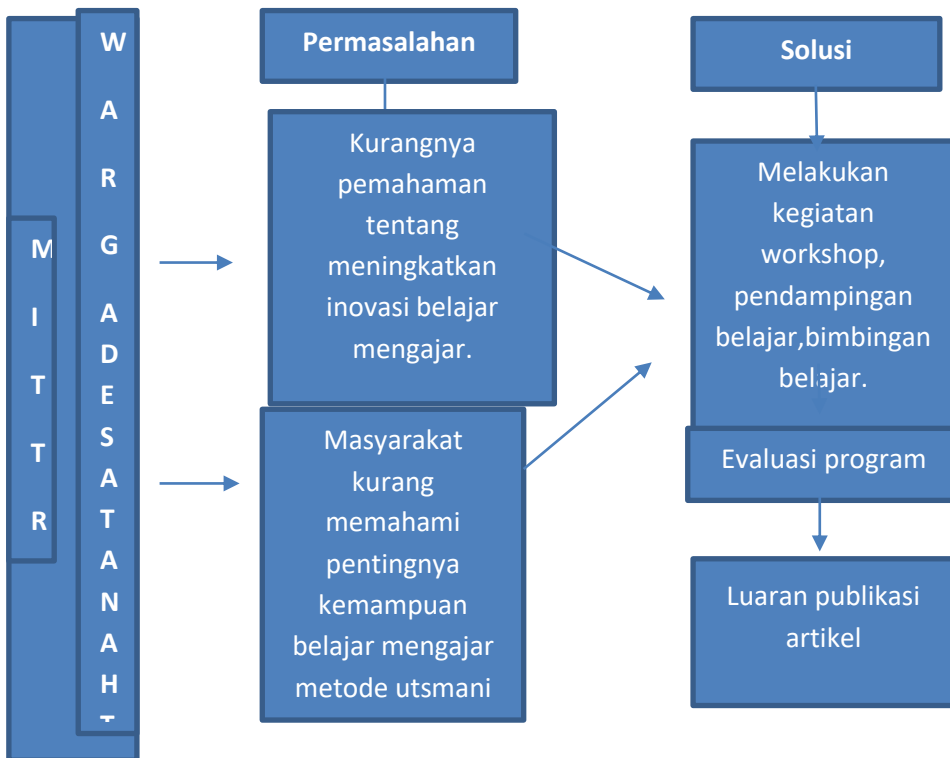 M
I
T
T
R
W
A
R
G
A
D
E
S
A
T
A
N
A
H
Permasalahan
Kurangnya
pemahaman
tentang
meningkatkan
inovasi belajar
mengajar.
Masyarakat
kurang
memahami
pentingnya
kemampuan
belajar mengajar
metode utsmani
Solusi
Melakukan
kegiatan
workshop,
pendampingan
belajar,bimbingan
belajar.
Evaluasi program
Luaran publikasi
artikel